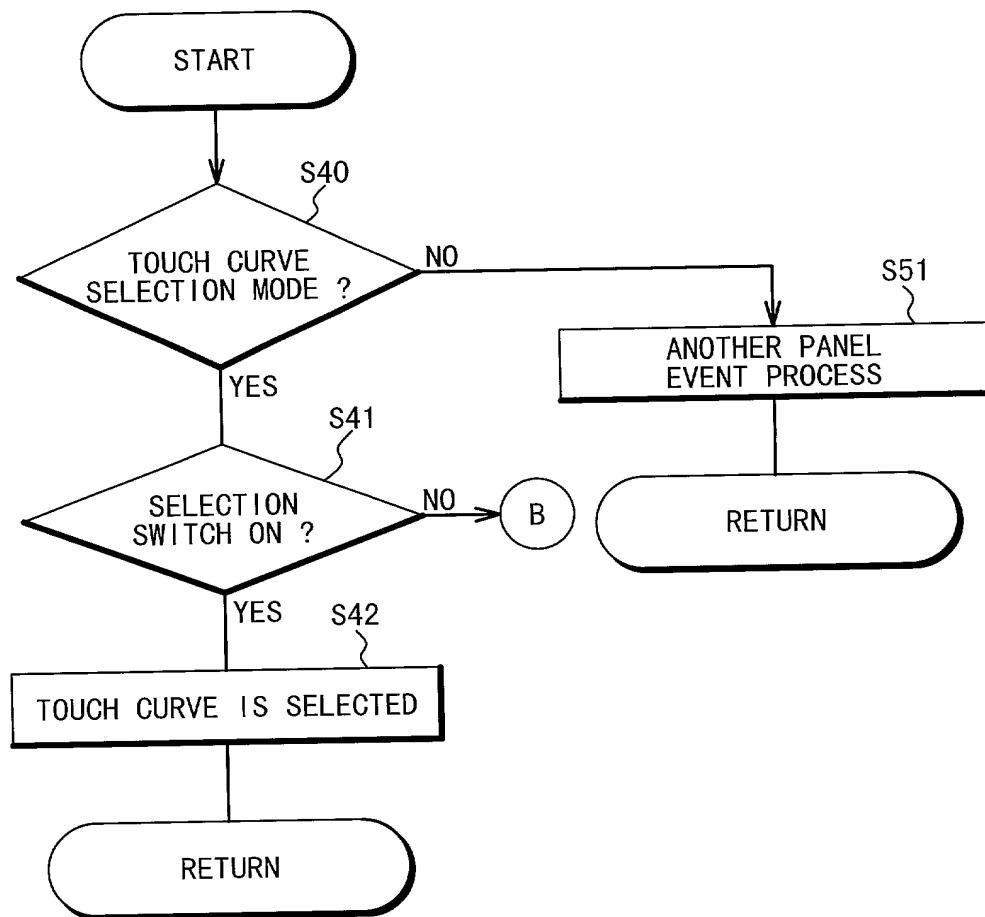 START
S40
TOUCH CURVE
SELECTION MODE ?
NO
YES
S51
ANOTHER PANEL
EVENT PROCESS
RETURN
S41
SELECTION
SWITCH ON ?
NO
B
YES
S42
TOUCH CURVE IS SELECTED
RETURN